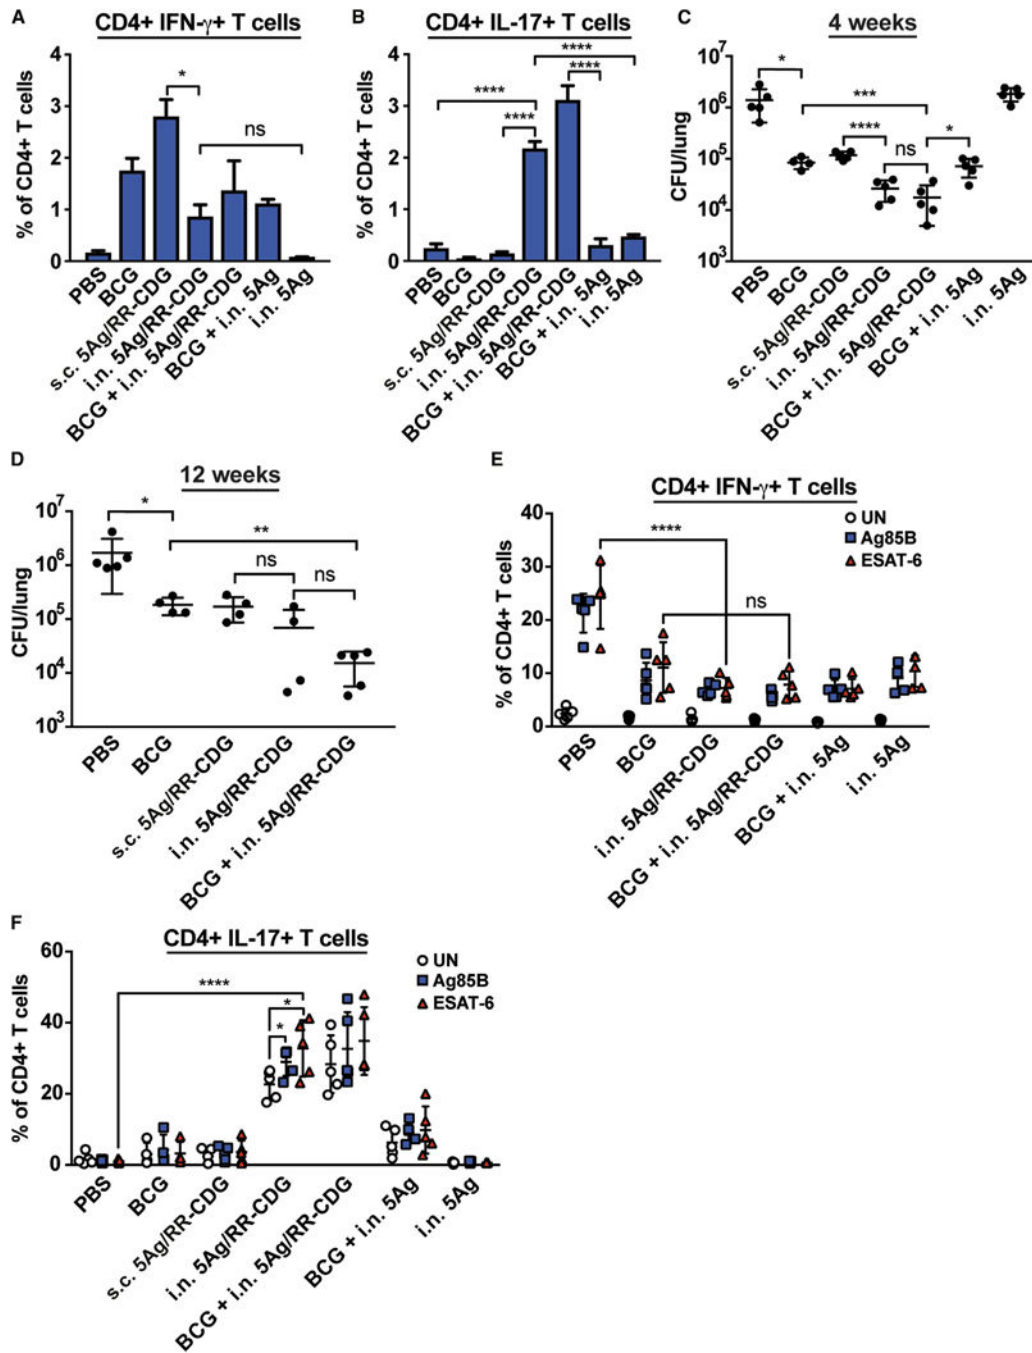 A
CD4+ IFN-γ+ T cells
% of CD4+ T cells
4
3
2
1
0
*
ns
PBS
BCG
s.c. 5Ag/RR-CDG
i.n. 5Ag/RR-CDG
BCG + i.n. 5Ag/RR-CDG
BCG + i.n. 5Ag
i.n. 5Ag
B
CD4+ IL-17+ T cells
% of CD4+ T cells
4
3
2
1
0
****
****
****
****
PBS
BCG
s.c. 5Ag/RR-CDG
i.n. 5Ag/RR-CDG
BCG + i.n. 5Ag/RR-CDG
BCG + i.n. 5Ag
i.n. 5Ag
C
4 weeks
CFU/lung
10⁷
10⁶
10⁵
10⁴
10³
*
***
****
ns
*
PBS
BCG
s.c. 5Ag/RR-CDG
i.n. 5Ag/RR-CDG
BCG + i.n. 5Ag/RR-CDG
BCG + i.n. 5Ag
i.n. 5Ag
D
12 weeks
CFU/lung
10⁷
10⁶
10⁵
10⁴
10³
*
**
ns
ns
PBS
BCG
s.c. 5Ag/RR-CDG
i.n. 5Ag/RR-CDG
BCG + i.n. 5Ag/RR-CDG
E
CD4+ IFN-γ+ T cells
UN
Ag85B
ESAT-6
% of CD4+ T cells
40
30
20
10
0
****
ns
PBS
BCG
i.n. 5Ag/RR-CDG
BCG + i.n. 5Ag/RR-CDG
BCG + i.n. 5Ag
i.n. 5Ag
F
CD4+ IL-17+ T cells
UN
Ag85B
ESAT-6
% of CD4+ T cells
60
40
20
0
****
*
*
PBS
BCG
s.c. 5Ag/RR-CDG
i.n. 5Ag/RR-CDG
BCG + i.n. 5Ag/RR-CDG
BCG + i.n. 5Ag
i.n. 5Ag